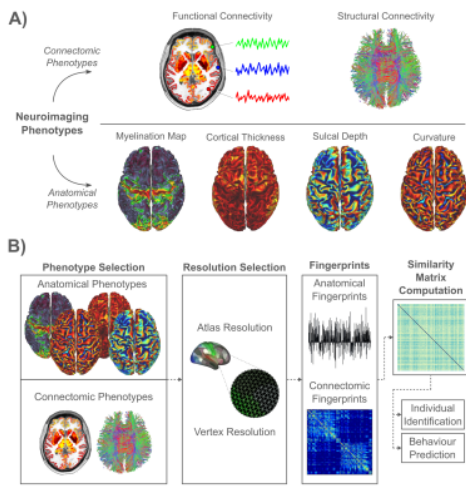 A)
Functional Connectivity
Structural Connectivity
Connectomic
Phenotypes
Neuroimaging
Phenotypes
Myelination Map
Cortical Thickness
Sulcal Depth
Curvature
Anatomical
Phenotypes
B)
Phenotype Selection
Anatomical Phenotypes
Connectomic Phenotypes
Resolution Selection
Atlas Resolution
Vertex Resolution
Fingerprints
Anatomical
Fingerprints
Connectomic
Fingerprints
Similarity
Matrix
Computation
Individual
Identification
Behaviour
Prediction